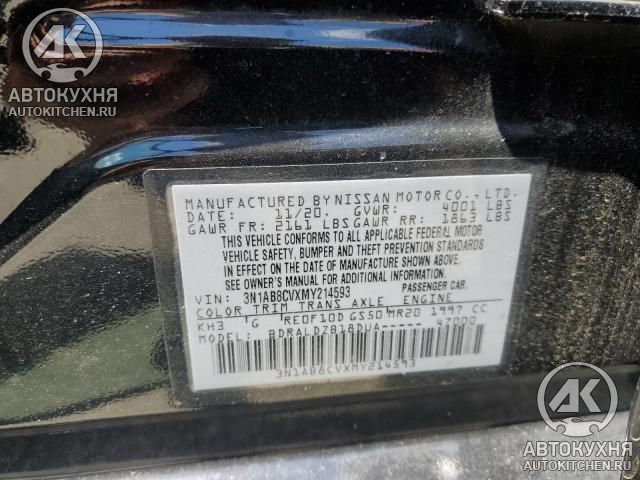 АВТОКУХНЯ
AUTOKITCHEN.RU
MANUFACTURED BY NISSAN MOTOR CO., LTD.
DATE: 11/20. GVWR: 4001 LBS
GAWR FR: 2161 LBS GAWR RR: 1863 LBS
THIS VEHICLE CONFORMS TO ALL APPLICABLE FEDERAL MOTOR
VEHICLE SAFETY, BUMPER AND THEFT PREVENTION STANDARDS
IN EFFECT ON THE DATE OF MANUFACTURE SHOWN ABOVE.
SEE OWNER'S MANUAL FOR ADDITIONAL INFORMATION.
VIN: 3N1AB8CVXMY214593 PASSENGER CAR.
COLOR TRIM TRANS AXLE ENGINE
KH3 G RE0F10D GS50 MR20 1997 CC
MODEL: BDRALDZB18DUA----- 47000
3N1AB8CVXMY214593
АВТОКУХНЯ
AUTOKITCHEN.RU